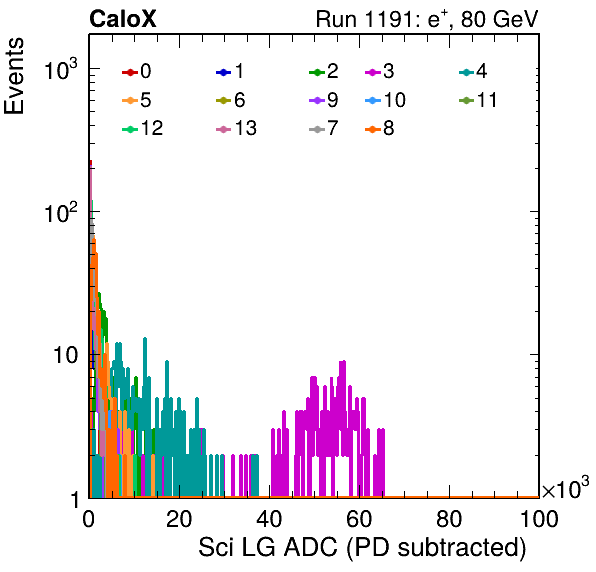 CaloX Run 1191: e+, 80 GeV
Events
10³
10²
10
1
0 1 2 3 4
5 6 9 10 11
12 13 7 8
0 20 40 60 80 100
×10³
Sci LG ADC (PD subtracted)